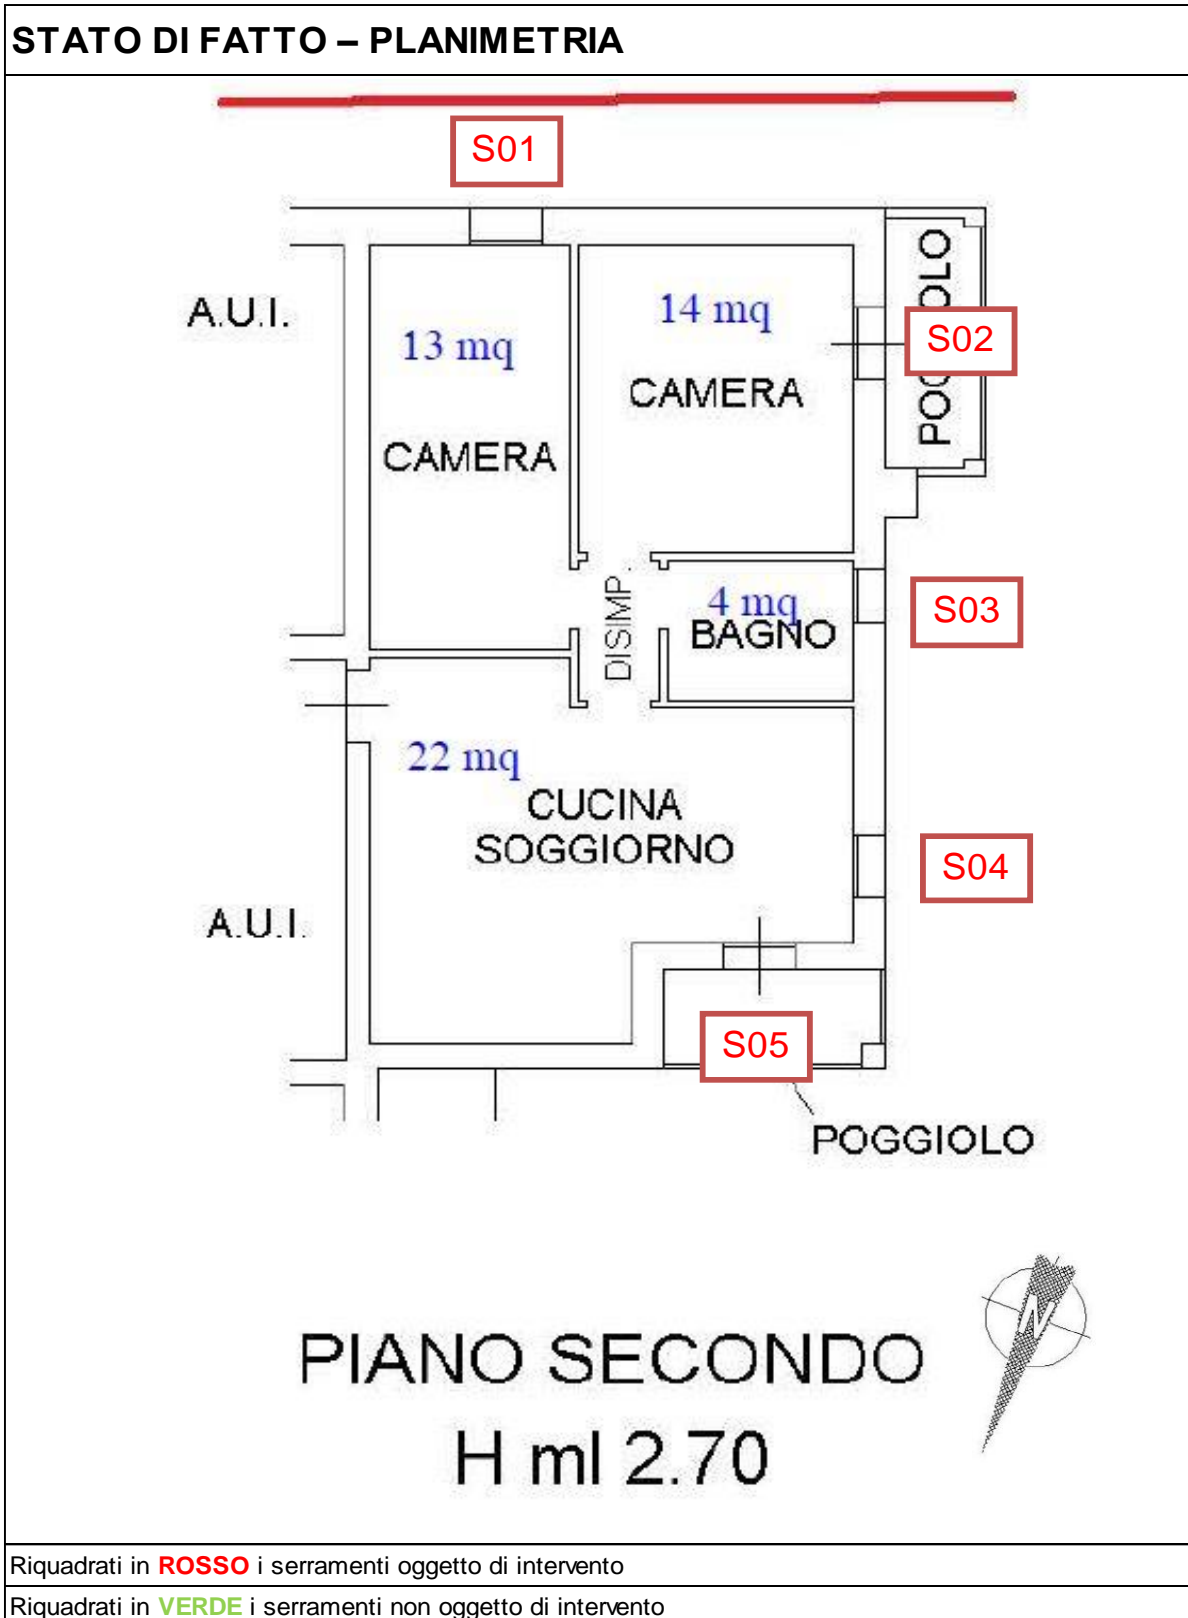 STATO DI FATTO – PLANIMETRIA
S01
POGGIOLO
A.U.I.
14 mq
S02
13 mq
CAMERA
CAMERA
DISIMP.
4 mq
S03
BAGNO
22 mq
CUCINA
SOGGIORNO
S04
A.U.I.
S05
POGGIOLO
N
PIANO SECONDO
H ml 2.70
Riquadrati in ROSSO i serramenti oggetto di intervento
Riquadrati in VERDE i serramenti non oggetto di intervento